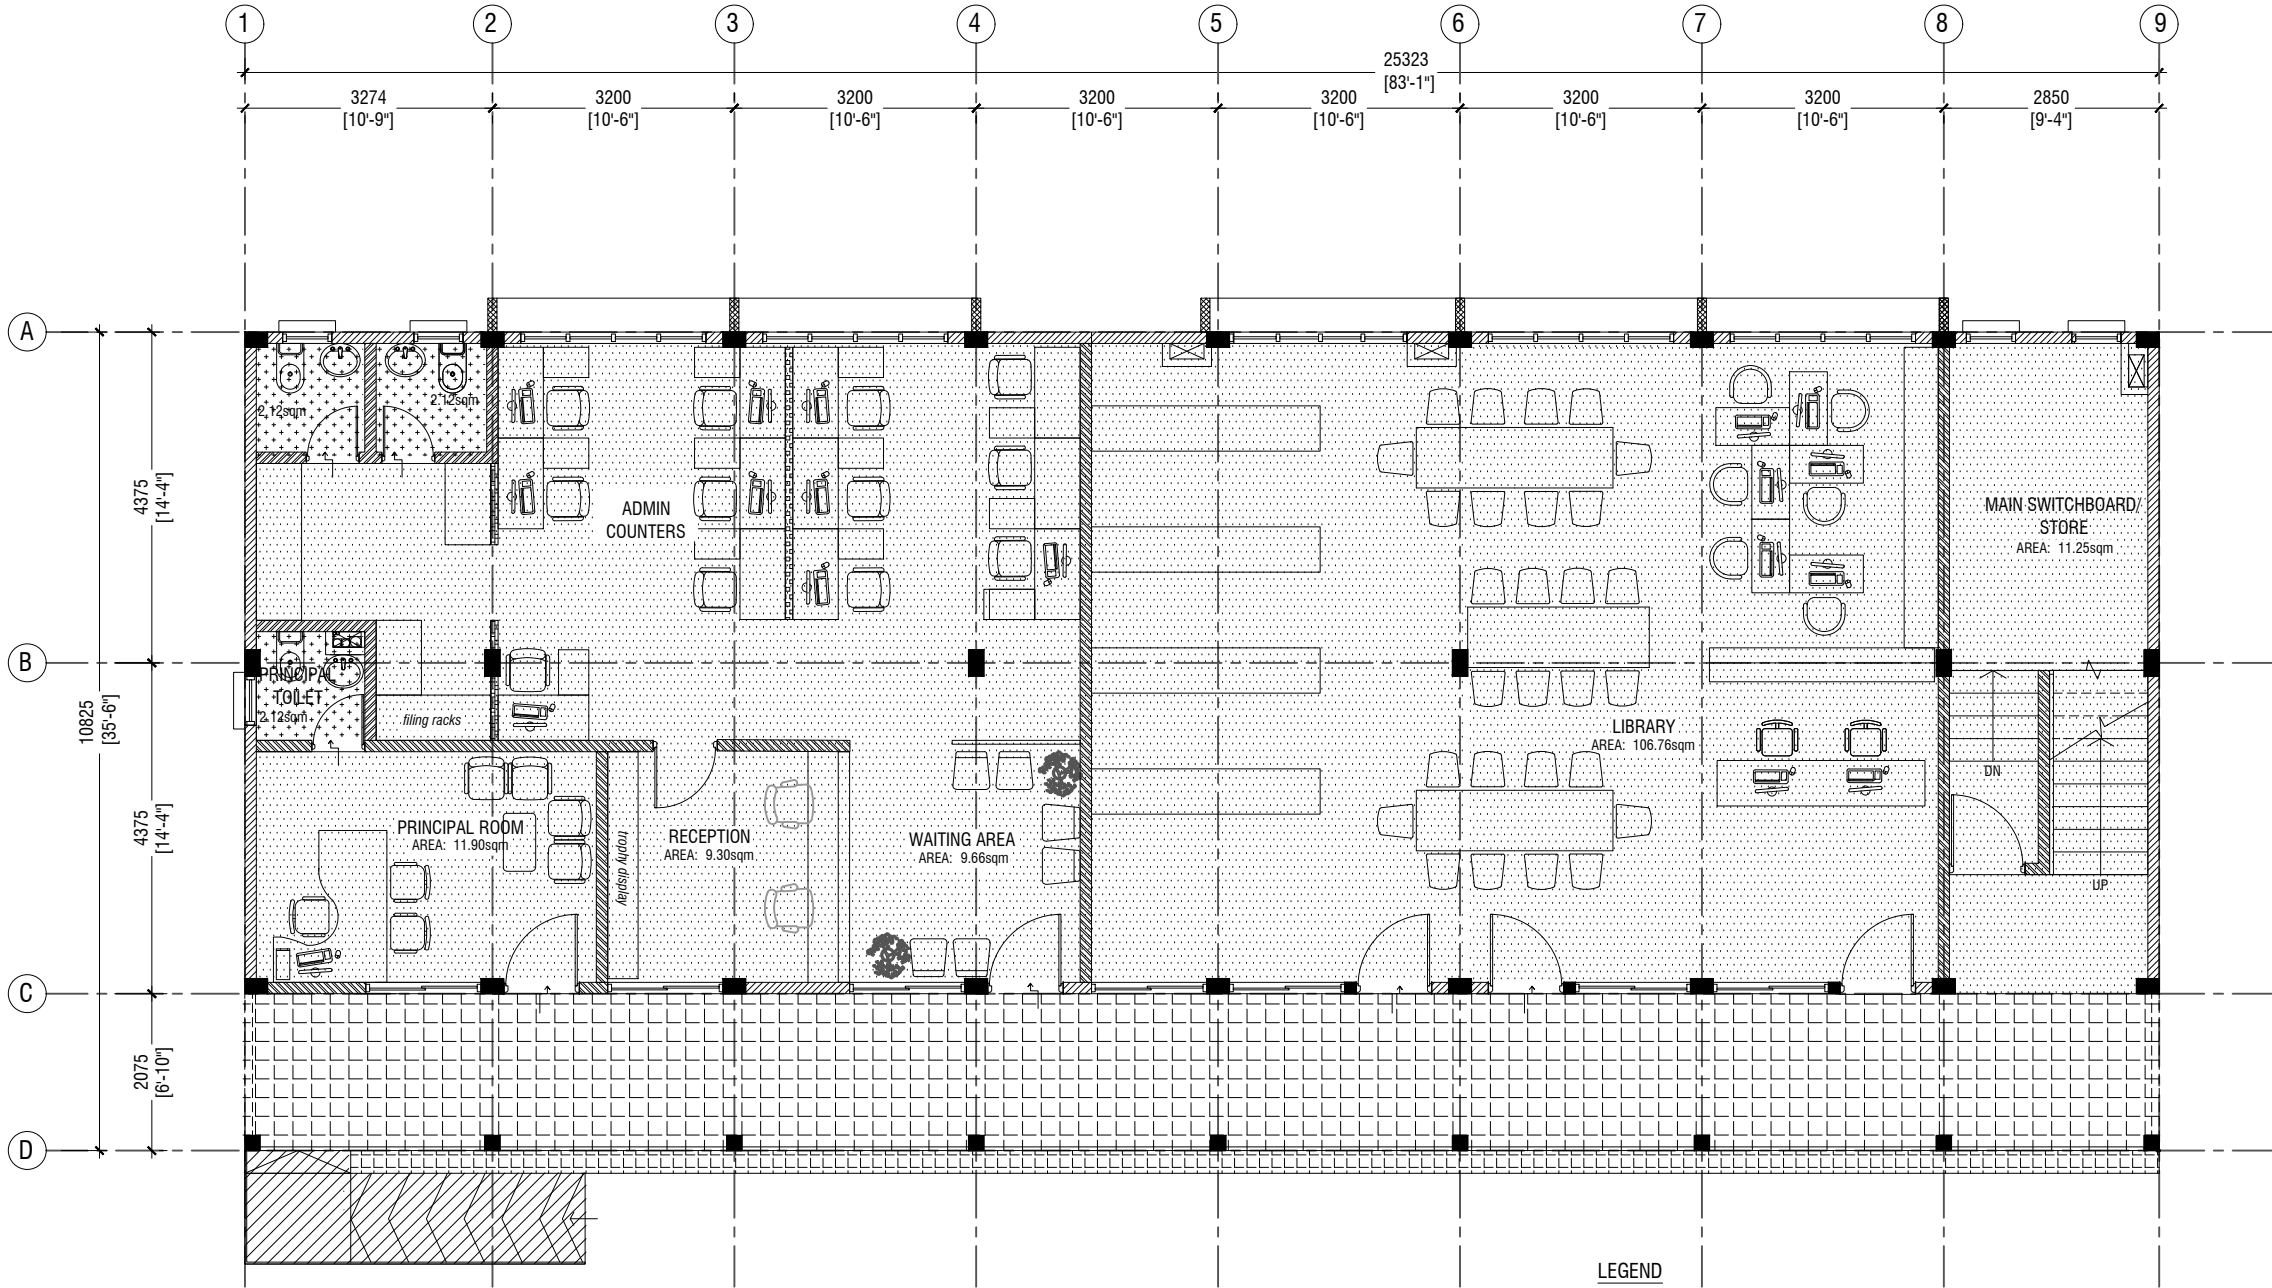 1 2 3 4 5 6 7 8 9
25323
[83'-1"]
3274 3200 3200 3200 3200 3200 3200 2850
[10'-9"] [10'-6"] [10'-6"] [10'-6"] [10'-6"] [10'-6"] [10'-6"] [9'-4"]
A
B
C
D
4375
[14'-4"]
4375
[14'-4"]
2075
[6'-10"]
10825
[35'-6"]
2.12sqm
2.12sqm
ADMIN
COUNTERS
MAIN SWITCHBOARD/
STORE
AREA: 11.25sqm
PRINCIPAL
TOILET
2.12sqm
filing racks
LIBRARY
AREA: 106.76sqm
DN
UP
PRINCIPAL ROOM
AREA: 11.90sqm
trophy display
RECEPTION
AREA: 9.30sqm
WAITING AREA
AREA: 9.66sqm
LEGEND